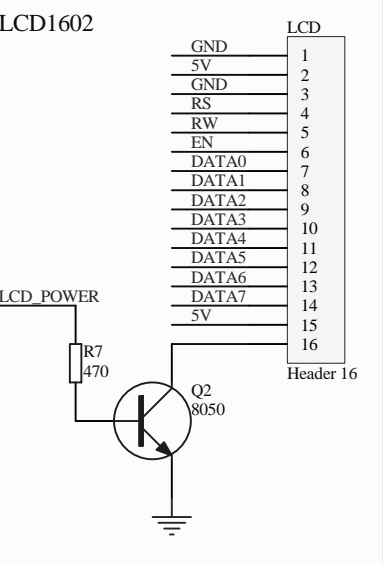 LCD1602
LCD
GND 1
5V 2
GND 3
RS 4
RW 5
EN 6
DATA0 7
DATA1 8
DATA2 9
DATA3 10
DATA4 11
DATA5 12
DATA6 13
DATA7 14
5V 15
16
Header 16
LCD_POWER
R7
470
Q2
8050